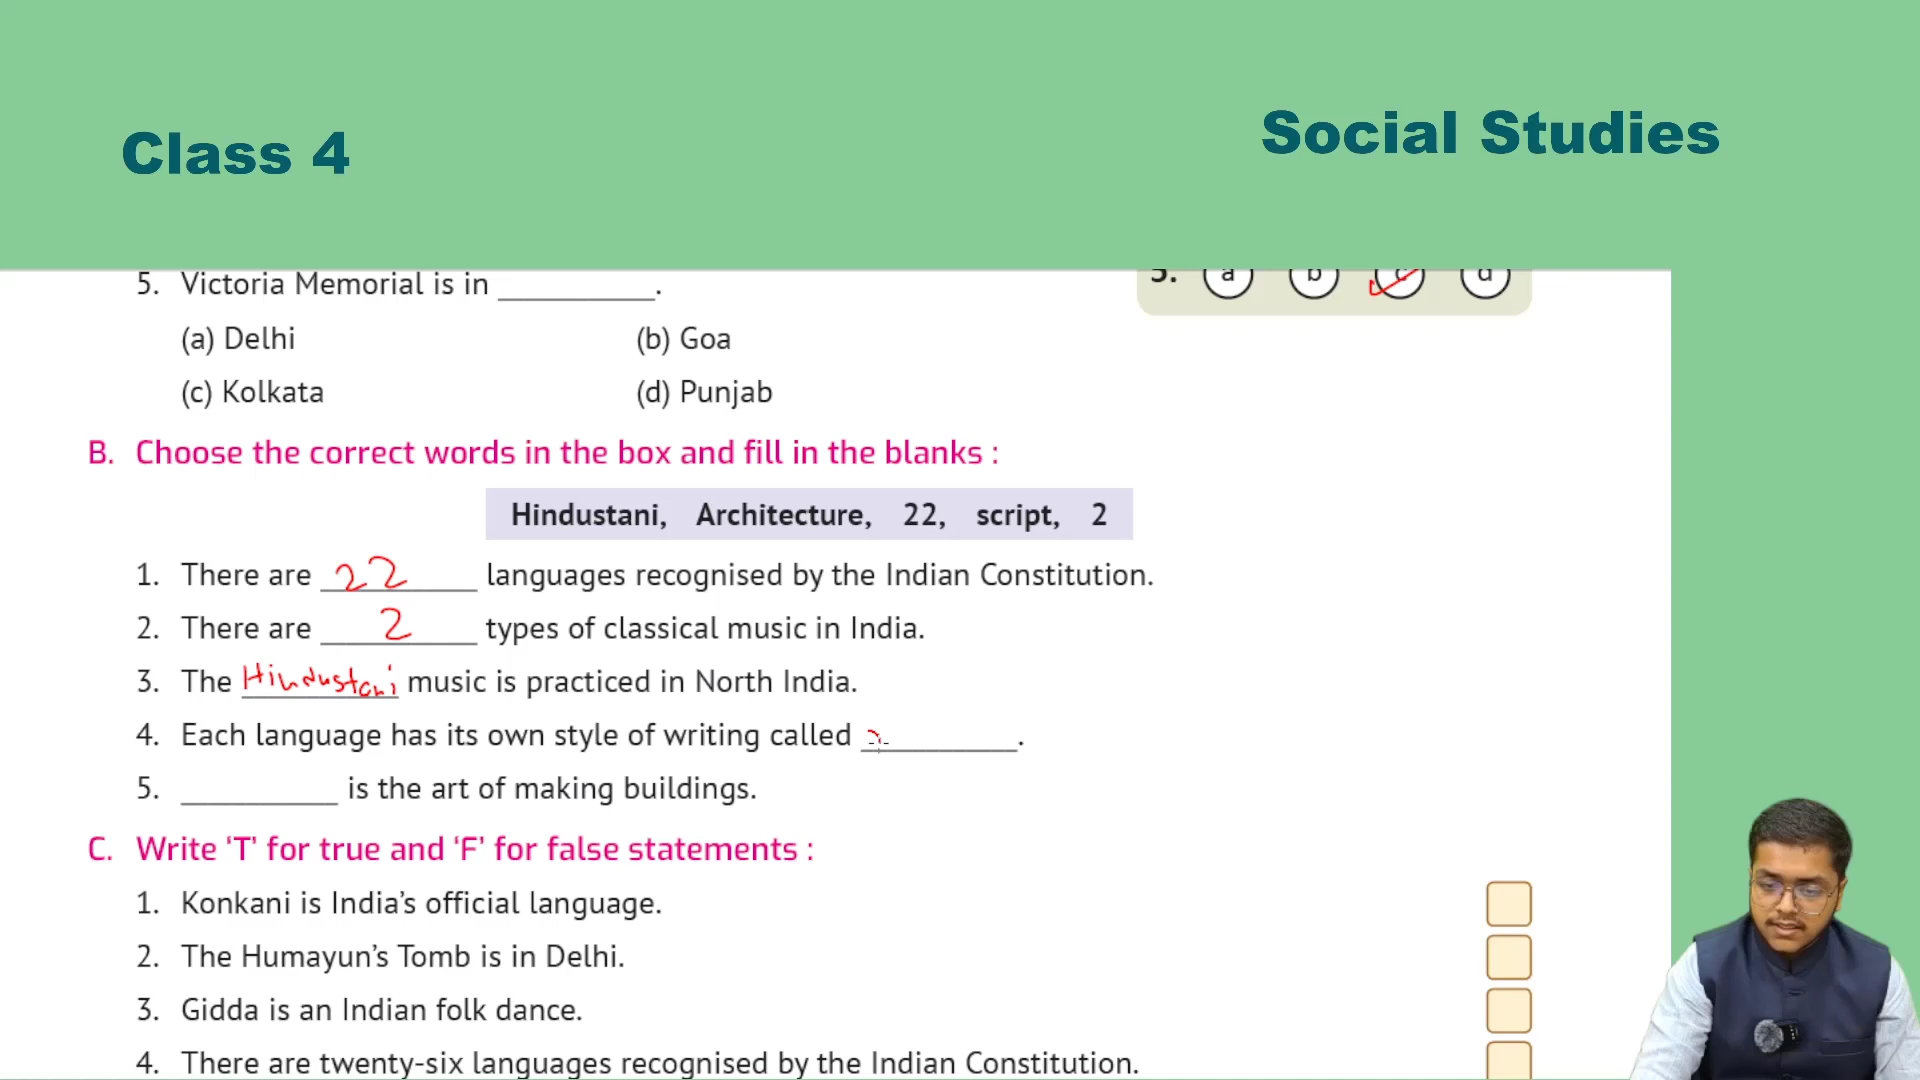 Class 4
Social Studies
5. Victoria Memorial is in __________.
5. a b c d
(a) Delhi (b) Goa
(c) Kolkata (d) Punjab
B. Choose the correct words in the box and fill in the blanks :
Hindustani, Architecture, 22, script, 2
1. There are 22 languages recognised by the Indian Constitution.
2. There are 2 types of classical music in India.
3. The Hindustani music is practiced in North India.
4. Each language has its own style of writing called __________.
5. __________ is the art of making buildings.
C. Write ‘T’ for true and ‘F’ for false statements :
1. Konkani is India’s official language.
2. The Humayun’s Tomb is in Delhi.
3. Gidda is an Indian folk dance.
4. There are twenty-six languages recognised by the Indian Constitution.